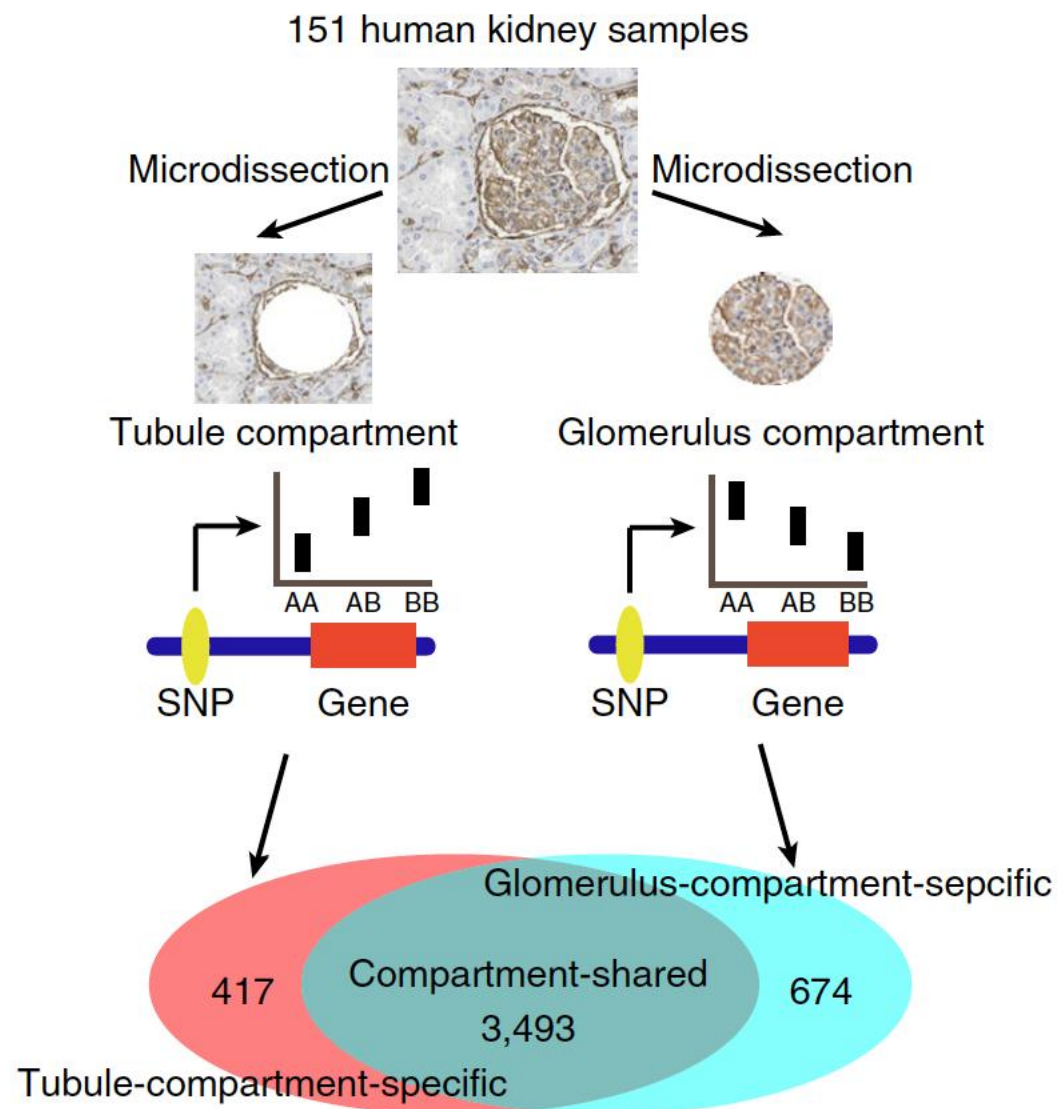 151 human kidney samples
Microdissection
Microdissection
Tubule compartment
Glomerulus compartment
AA AB BB
AA AB BB
SNP
Gene
SNP
Gene
Glomerulus-compartment-sepcific
417
Compartment-shared
3,493
674
Tubule-compartment-specific